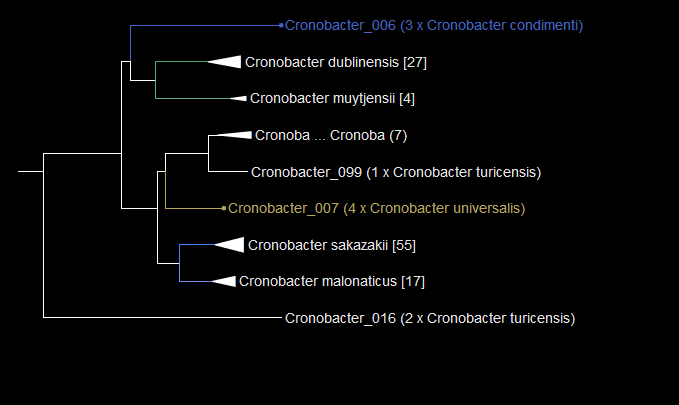 Cronobacter_006 (3 x Cronobacter condimenti)
Cronobacter dublinensis [27]
Cronobacter muytjensii [4]
Cronoba ... Cronoba (7)
Cronobacter_099 (1 x Cronobacter turicensis)
Cronobacter_007 (4 x Cronobacter universalis)
Cronobacter sakazakii [55]
Cronobacter malonaticus [17]
Cronobacter_016 (2 x Cronobacter turicensis)